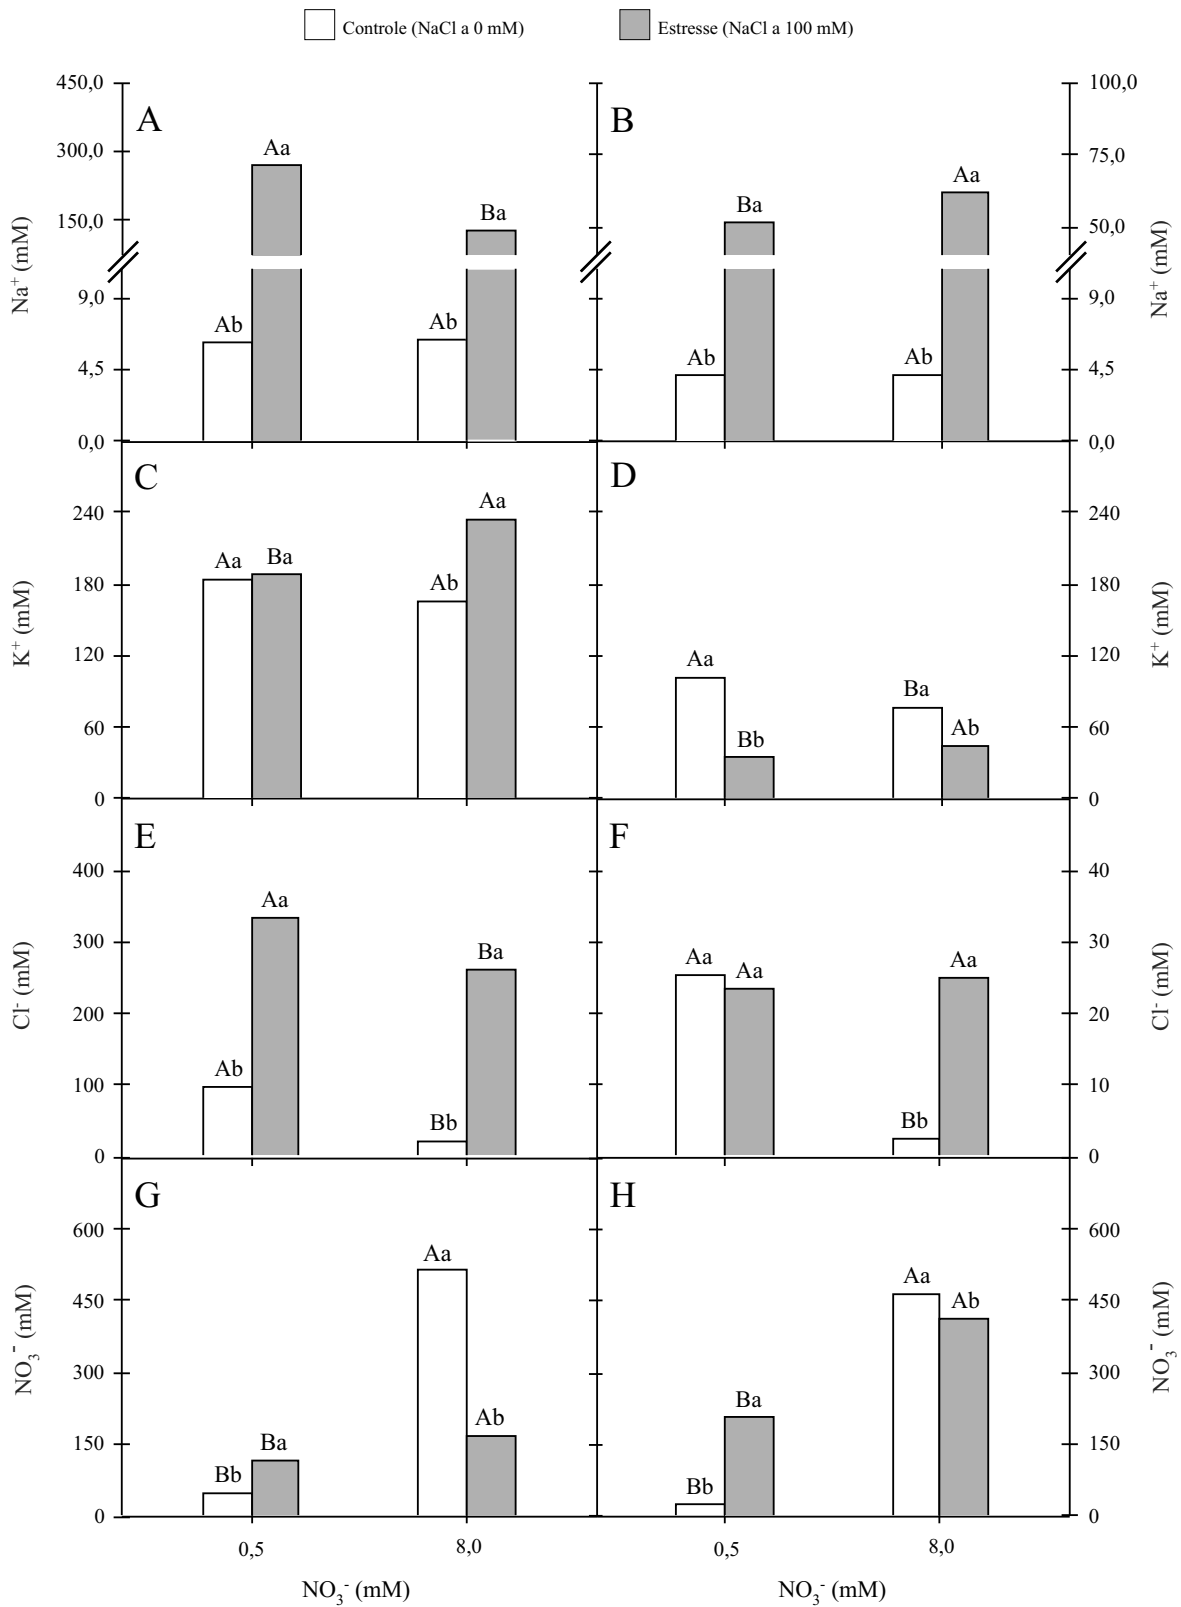 Controle (NaCl a 0 mM) Estresse (NaCl a 100 mM)
450,0 100,0
A B
300,0 Aa 75,0 Aa
150,0 Ba Ba 50,0
Na⁺ (mM) Na⁺ (mM)
9,0 Ab Ab 9,0
4,5 Ab Ab 4,5
0,0 0,0
C D
240 Aa 240
180 Aa Ba Ab 180
K⁺ (mM) K⁺ (mM)
120 Aa Ba 120
60 Bb Ab 60
0 0
E F
400 Aa 40
300 Ba Aa Aa Aa 30
Cl⁻ (mM) Cl⁻ (mM)
200 20
100 Ab 10
Bb Bb
0 0
G H
600 Aa 600
450 Aa Ab 450
NO₃⁻ (mM) NO₃⁻ (mM)
300 300
150 Ba Ab Ba 150
Bb Bb
0 0
0,5 8,0 0,5 8,0
NO₃⁻ (mM) NO₃⁻ (mM)